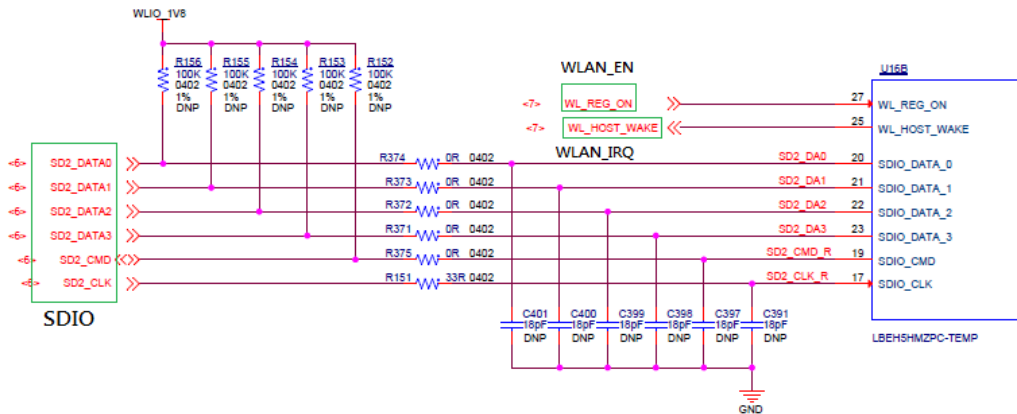 WLIO_1V8
R156 R155 R154 R153 R152
100K 100K 100K 100K 100K
0402 0402 0402 0402 0402
1% 1% 1% 1% 1%
DNP DNP DNP DNP DNP
WLAN_EN
U16B
<7> WL_REG_ON 27 WL_REG_ON
<7> WL_HOST_WAKE 25 WL_HOST_WAKE
WLAN_IRQ
<6> SD2_DATA0 R374 0R 0402 SD2_DA0 20 SDIO_DATA_0
<6> SD2_DATA1 R373 0R 0402 SD2_DA1 21 SDIO_DATA_1
<6> SD2_DATA2 R372 0R 0402 SD2_DA2 22 SDIO_DATA_2
<6> SD2_DATA3 R371 0R 0402 SD2_DA3 23 SDIO_DATA_3
<6> SD2_CMD R375 0R 0402 SD2_CMD_R 19 SDIO_CMD
<6> SD2_CLK R151 33R 0402 SD2_CLK_R 17 SDIO_CLK
SDIO
C401 C400 C399 C398 C397 C391
18pF 18pF 18pF 18pF 18pF 18pF
DNP DNP DNP DNP DNP DNP
LBEH5HMZPC-TEMP
GND